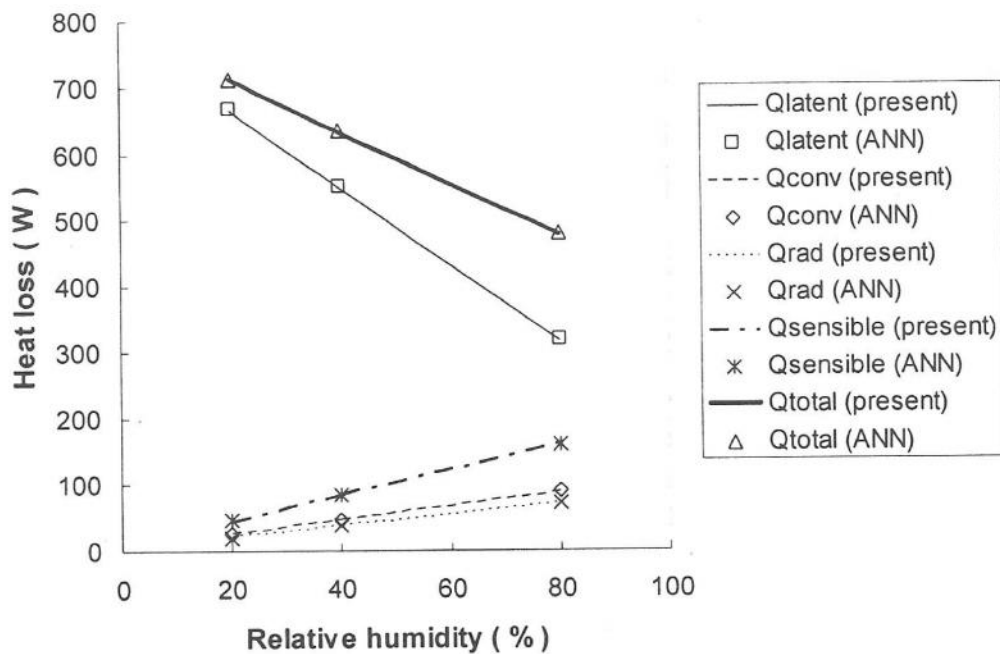 800
700
600
500
400
300
200
100
0
Heat loss ( W )
0 20 40 60 80 100
Relative humidity ( % )
Qlatent (present)
Qlatent (ANN)
Qconv (present)
Qconv (ANN)
Qrad (present)
Qrad (ANN)
Qsensible (present)
Qsensible (ANN)
Qtotal (present)
Qtotal (ANN)